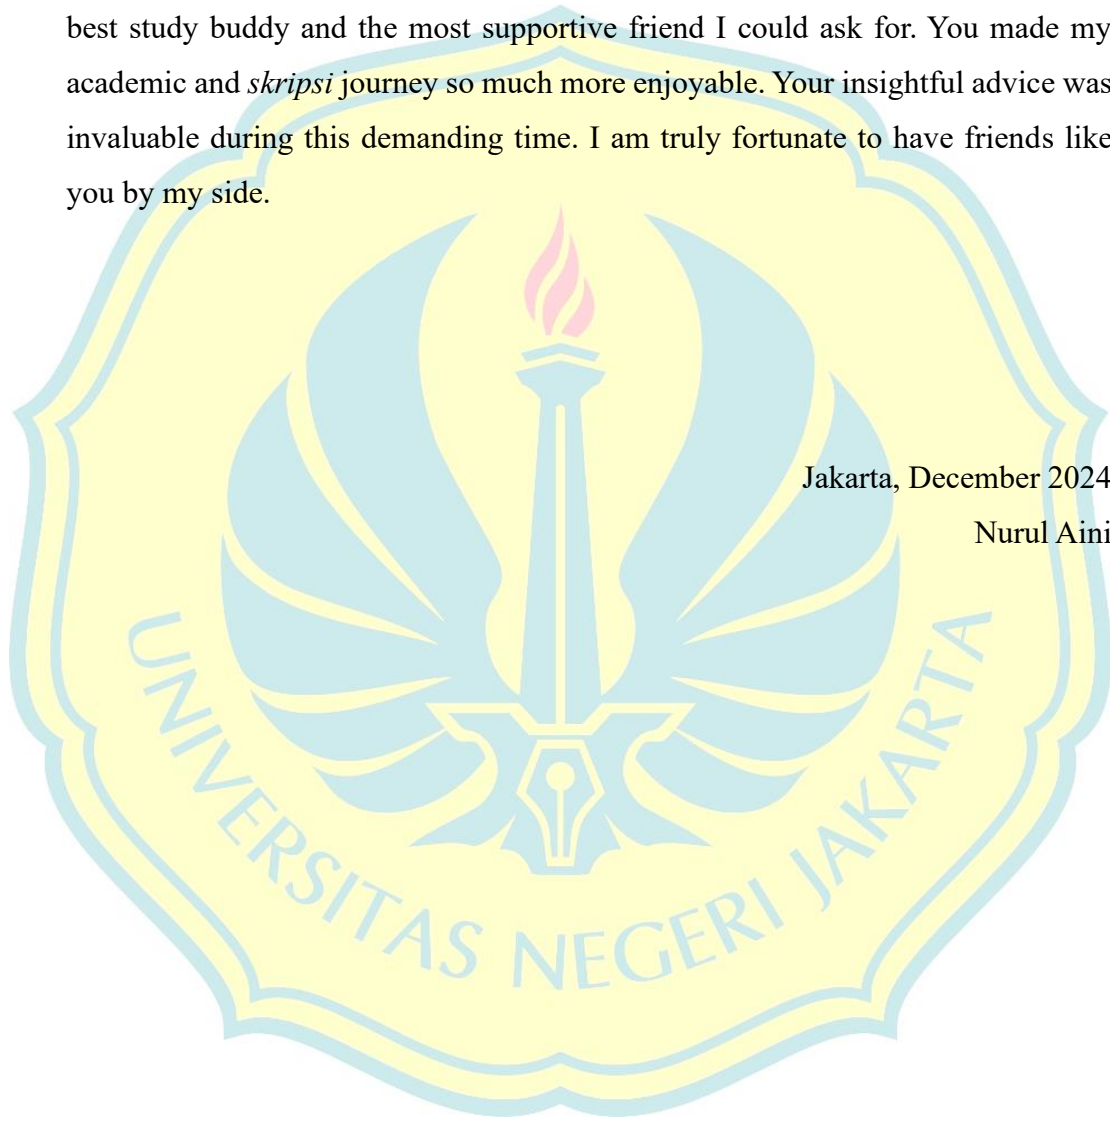 best study buddy and the most supportive friend I could ask for. You made my
academic and skripsi journey so much more enjoyable. Your insightful advice was
invaluable during this demanding time. I am truly fortunate to have friends like
you by my side.
Jakarta, December 2024
Nurul Aini
UNIVERSITAS NEGERI JAKARTA